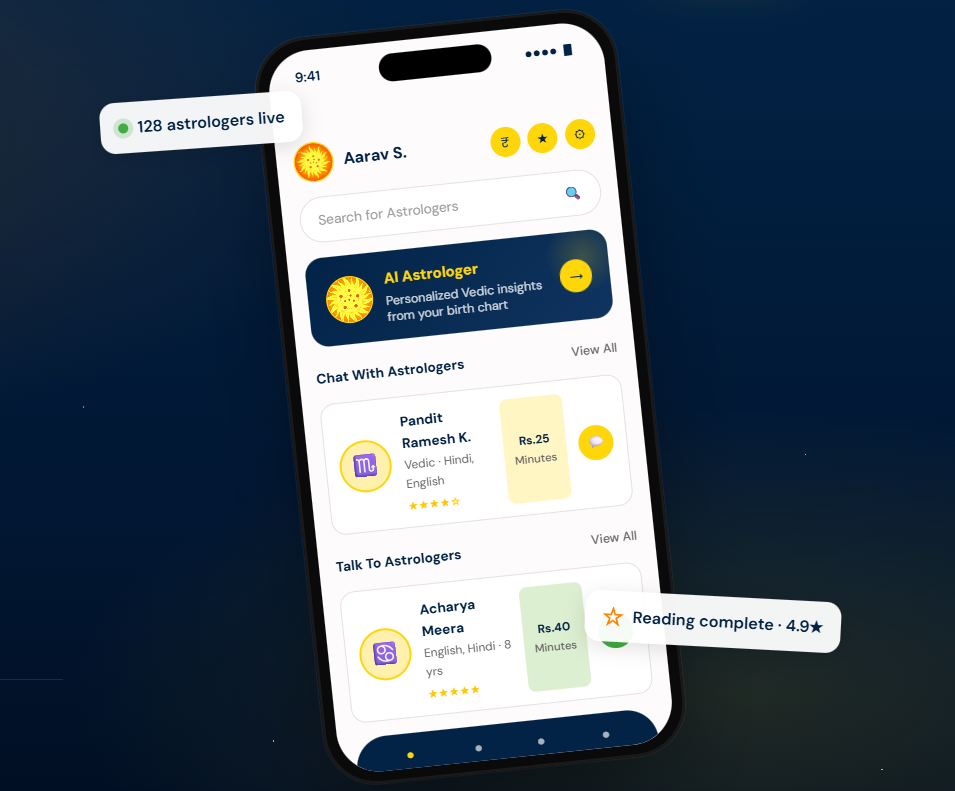 9:41
128 astrologers live
Aarav S.
₹
Search for Astrologers
AI Astrologer
Personalized Vedic insights
from your birth chart
Chat With Astrologers
View All
Pandit
Ramesh K.
Vedic · Hindi,
English
★★★★☆
Rs.25
Minutes
Talk To Astrologers
View All
Acharya
Meera
English, Hindi · 8
yrs
★★★★★
Rs.40
Minutes
Reading complete · 4.9★